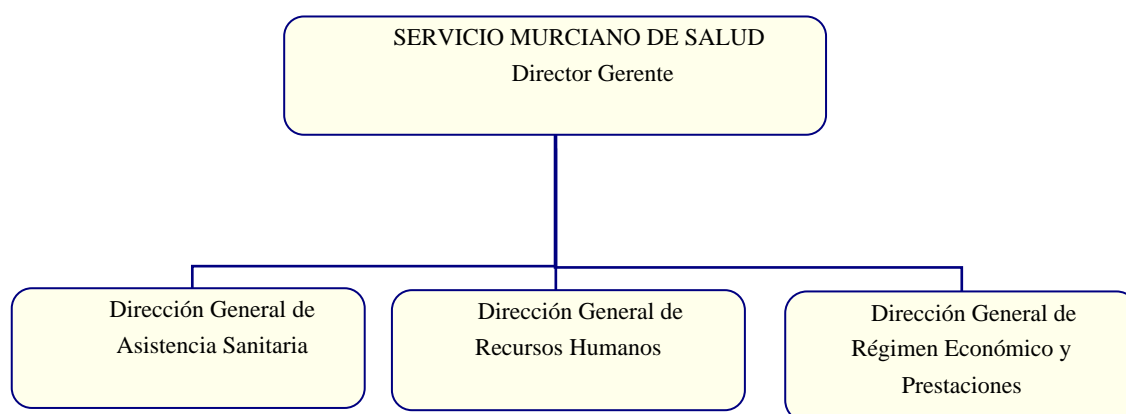 SERVICIO MURCIANO DE SALUD
Director Gerente
Dirección General de
Asistencia Sanitaria
Dirección General de
Recursos Humanos
Dirección General de
Régimen Económico y
Prestaciones